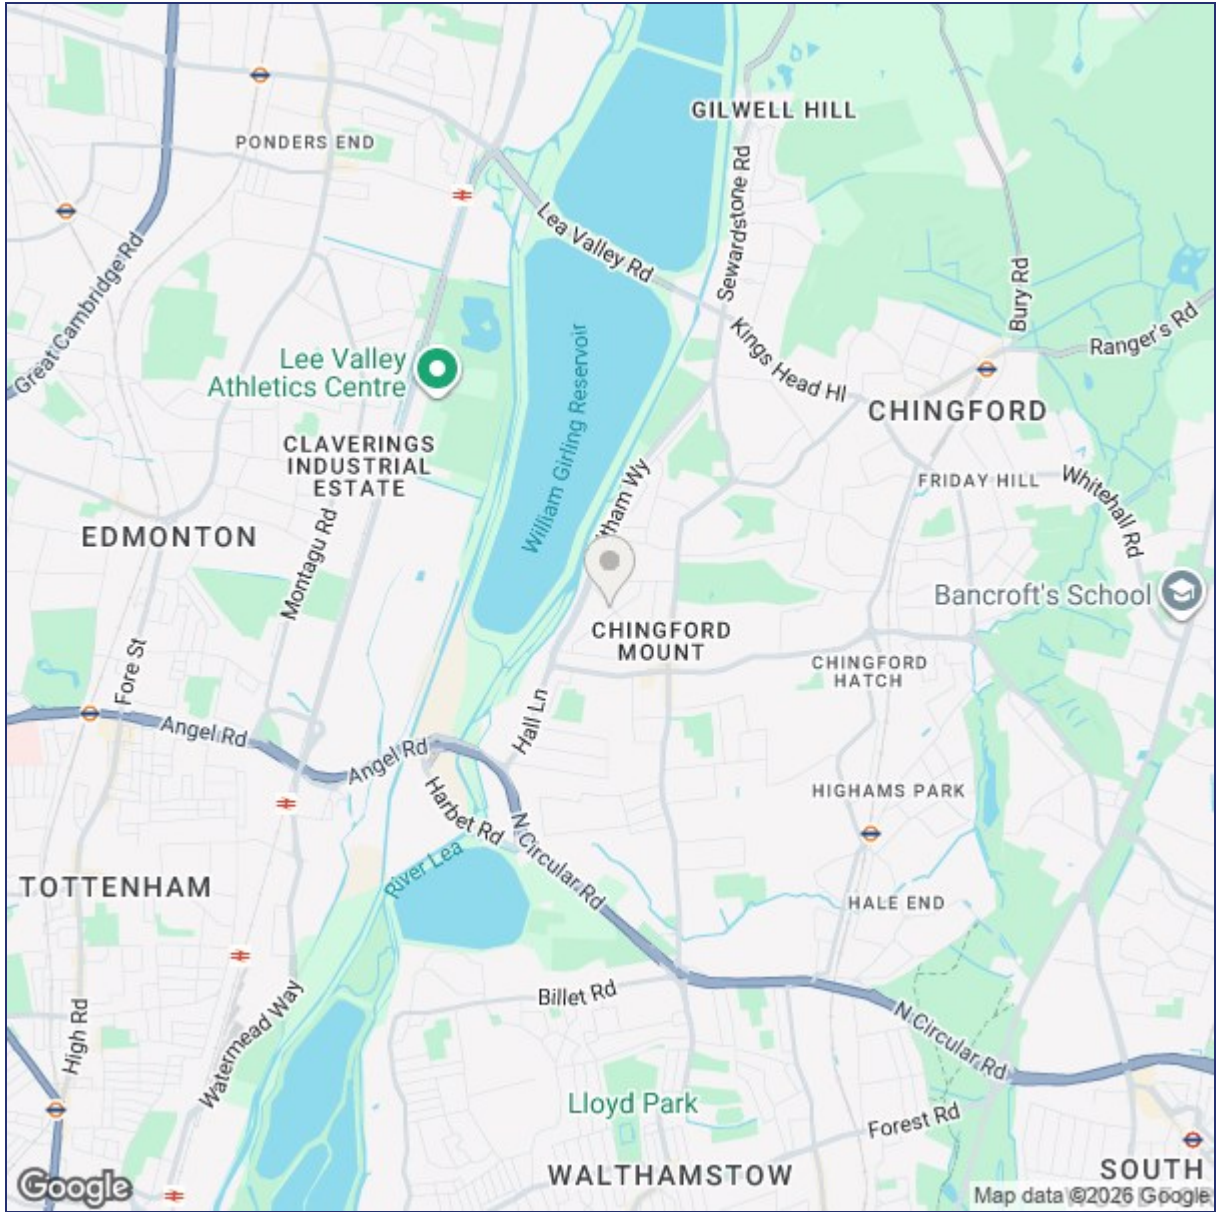 GILWELL HILL
PONDERS END
Sewardstone Rd
Lea Valley Rd
Great Cambridge Rd
Bury Rd
Ranger's Rd
Kings Head Hl
Lee Valley
Athletics Centre
William Girling Reservoir
CHINGFORD
CLAVERINGS
INDUSTRIAL
ESTATE
FRIDAY HILL
Whitehall Rd
EDMONTON
Montagu Rd
Bancroft's School
CHINGFORD
MOUNT
CHINGFORD
HATCH
Fore St
Hall Ln
Angel Rd
Angel Rd
Harbet Rd
HIGHAMS PARK
N Circular Rd
River Lea
TOTTENHAM
HALE END
Billet Rd
High Rd
Watermead Way
N Circular Rd
Lloyd Park
Forest Rd
WALTHAMSTOW
SOUTH
Google
Map data ©2026 Google